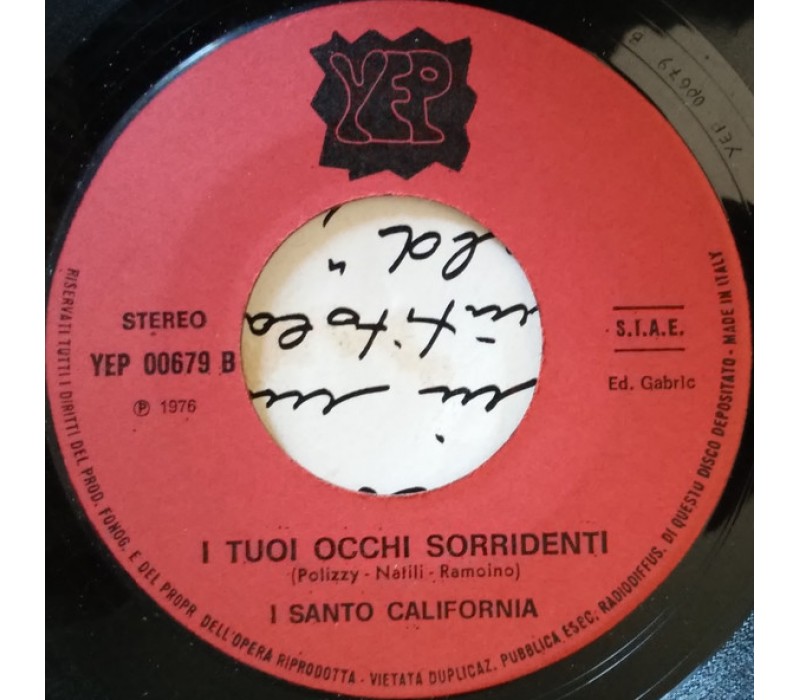 YEP
YEP 00679 B
STEREO
YEP 00679 B
℗ 1976
S.I.A.E.
Ed. Gabric
I TUOI OCCHI SORRIDENTI
(Polizzy - Natili - Ramoino)
I SANTO CALIFORNIA
RISERVATI TUTTI I DIRITTI DEL PROD. FONOG. E DEL PROPR DELL'OPERA RIPRODOTTA - VIETATA DUPLICAZ. PUBBLICA ESEC. RADIODIFFUS. DI QUESTO DISCO DEPOSITATO - MADE IN ITALY
intitola